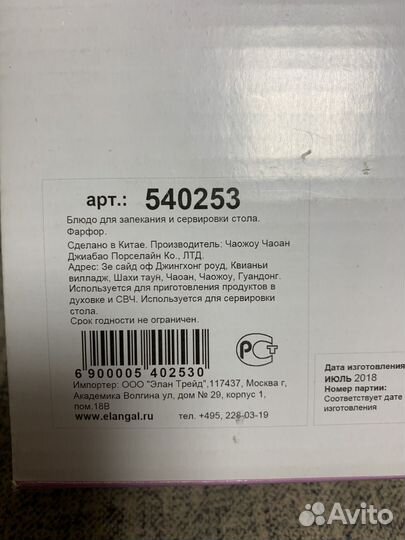 арт.: 540253
Блюдо для запекания и сервировки стола.
Фарфор.
Сделано в Китае. Производитель: Чаожоу Чаоан
Джиабао Порселайн Ко., ЛТД.
Адрес: Зе сайд оф Джингхонг роуд, Квианьи
вилладж, Шахи таун, Чаоан, Чаожоу, Гуандонг.
Используется для приготовления продуктов в
духовке и СВЧ. Используется для сервировки
стола.
Срок годности не ограничен.
6 900005 402530
РСТ
Импортер: ООО "Элан Трейд",117437, Москва г,
Академика Волгина ул, дом № 29, корпус 1,
пом.18В
www.elangal.ru тел. +495, 228-03-19
Дата изготовления
ИЮЛЬ 2018
Номер партии:
Соответствует дате
изготовления
Avito